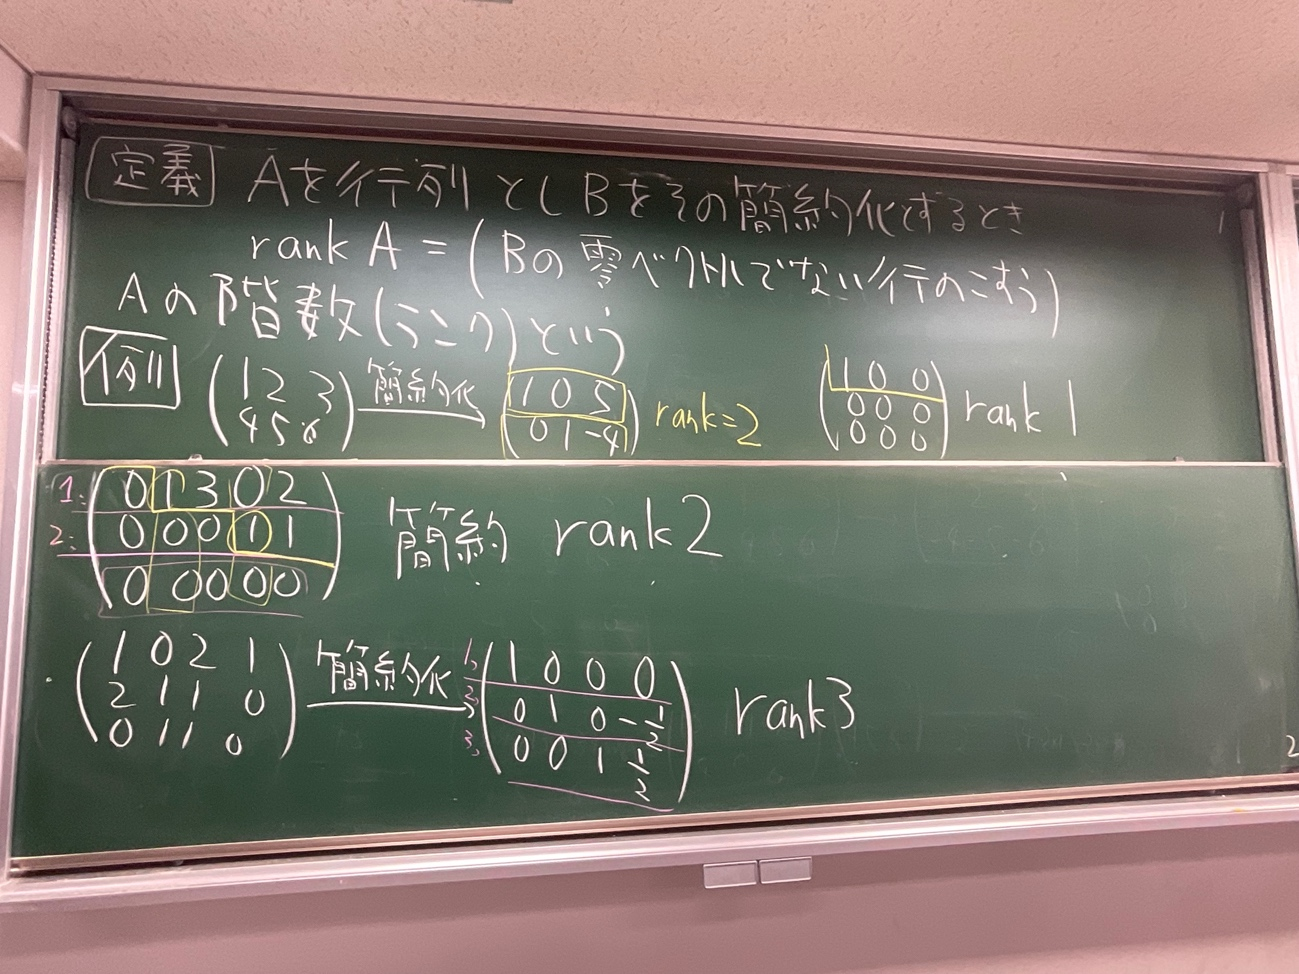 定義 Aを行列としBをその簡約化とするとき
rank A = (Bの零ベクトルでない行のこすう)
Aの階数(ランク)という
例 (1 2 3 簡約化 (1 0 5 rank=2 (1 0 0 rank 1
4 5 6) 0 1 -4) 0 0 0
0 0 0)
1: (0 1 3 0 2
2: 0 0 0 1 1 簡約 rank 2
0 0 0 0 0)
(1 0 2 1 簡約化 1, (1 0 0 0
2 1 1 0 2, 0 1 0 -1/2 rank 3
0 1 1 0) 3, 0 0 1 1/2)
2